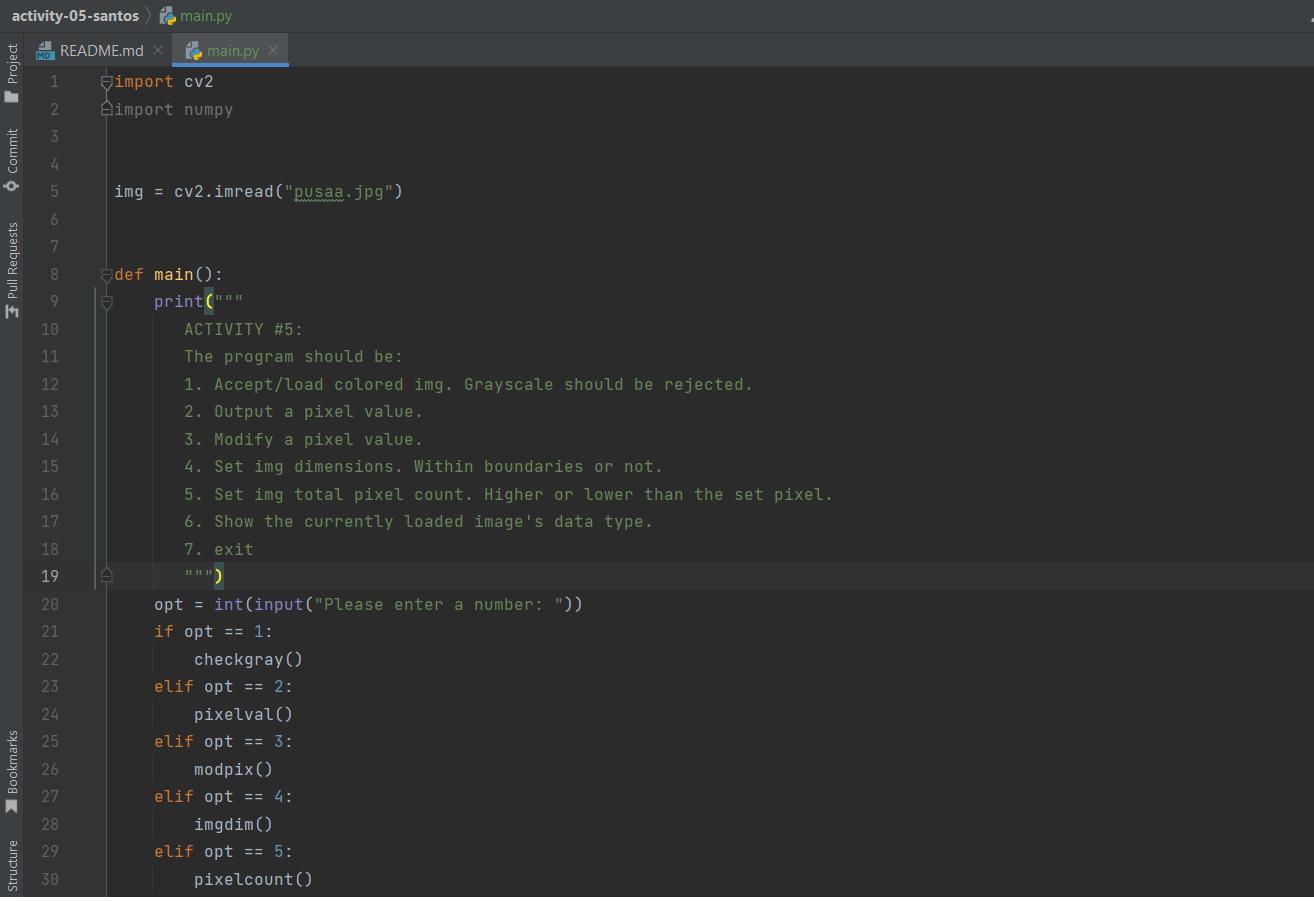 activity-05-santos main.py
README.md main.py
Project
Commit
Pull Requests
Bookmarks
Structure
1 import cv2
2 import numpy
3
4
5 img = cv2.imread("pusaa.jpg")
6
7
8 def main():
9 print("""
10 ACTIVITY #5:
11 The program should be:
12 1. Accept/load colored img. Grayscale should be rejected.
13 2. Output a pixel value.
14 3. Modify a pixel value.
15 4. Set img dimensions. Within boundaries or not.
16 5. Set img total pixel count. Higher or lower than the set pixel.
17 6. Show the currently loaded image's data type.
18 7. exit
19 """)
20 opt = int(input("Please enter a number: "))
21 if opt == 1:
22 checkgray()
23 elif opt == 2:
24 pixelval()
25 elif opt == 3:
26 modpix()
27 elif opt == 4:
28 imgdim()
29 elif opt == 5:
30 pixelcount()